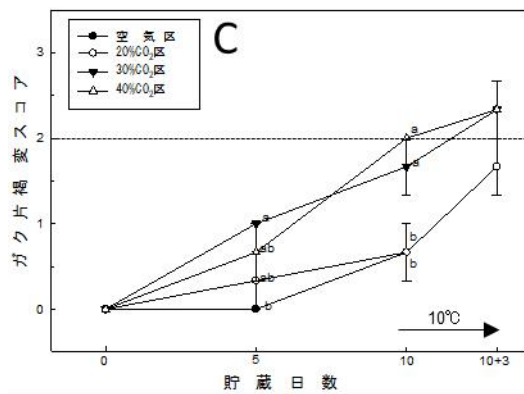 C
空 気 区
20%CO₂区
30%CO₂区
40%CO₂区
ガ ク 片 褐 変 ス コ ア
3
2
1
0
a
a
a
ab
b
ab
b
b
10℃
0 5 10 10+3
貯 蔵 日 数